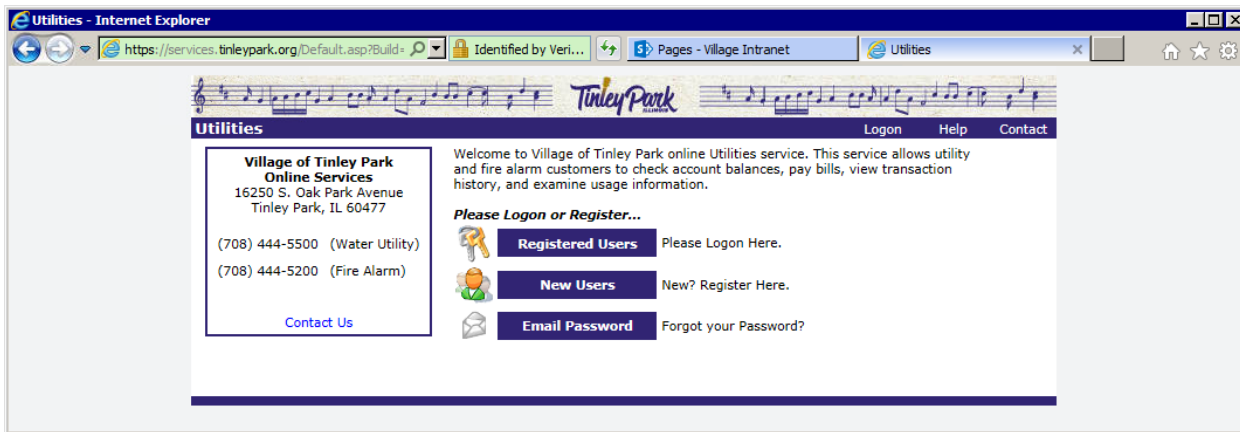 Utilities - Internet Explorer
https://services.tinleypark.org/Default.asp?Build=
Identified by Veri...
Pages - Village Intranet
Utilities
Tinley Park
ILLINOIS
Utilities
Logon Help Contact
Village of Tinley Park
Online Services
16250 S. Oak Park Avenue
Tinley Park, IL 60477
(708) 444-5500 (Water Utility)
(708) 444-5200 (Fire Alarm)
Contact Us
Welcome to Village of Tinley Park online Utilities service. This service allows utility
and fire alarm customers to check account balances, pay bills, view transaction
history, and examine usage information.
Please Logon or Register...
Registered Users Please Logon Here.
New Users New? Register Here.
Email Password Forgot your Password?